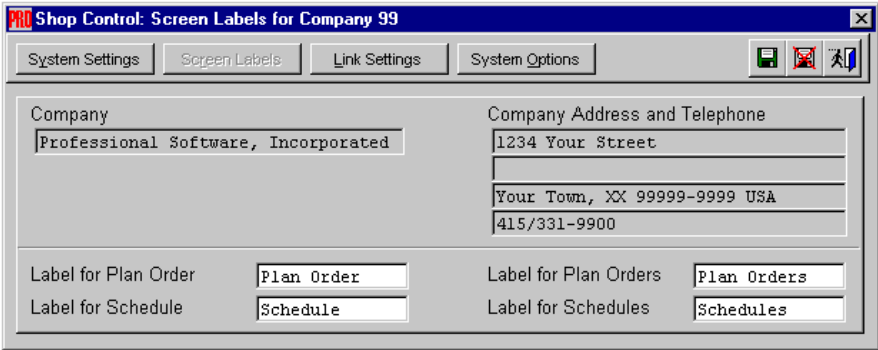 PRO Shop Control: Screen Labels for Company 99
System Settings Screen Labels Link Settings System Options
Company Company Address and Telephone
Professional Software, Incorporated 1234 Your Street
Your Town, XX 99999-9999 USA
415/331-9900
Label for Plan Order Plan Order Label for Plan Orders Plan Orders
Label for Schedule Schedule Label for Schedules Schedules